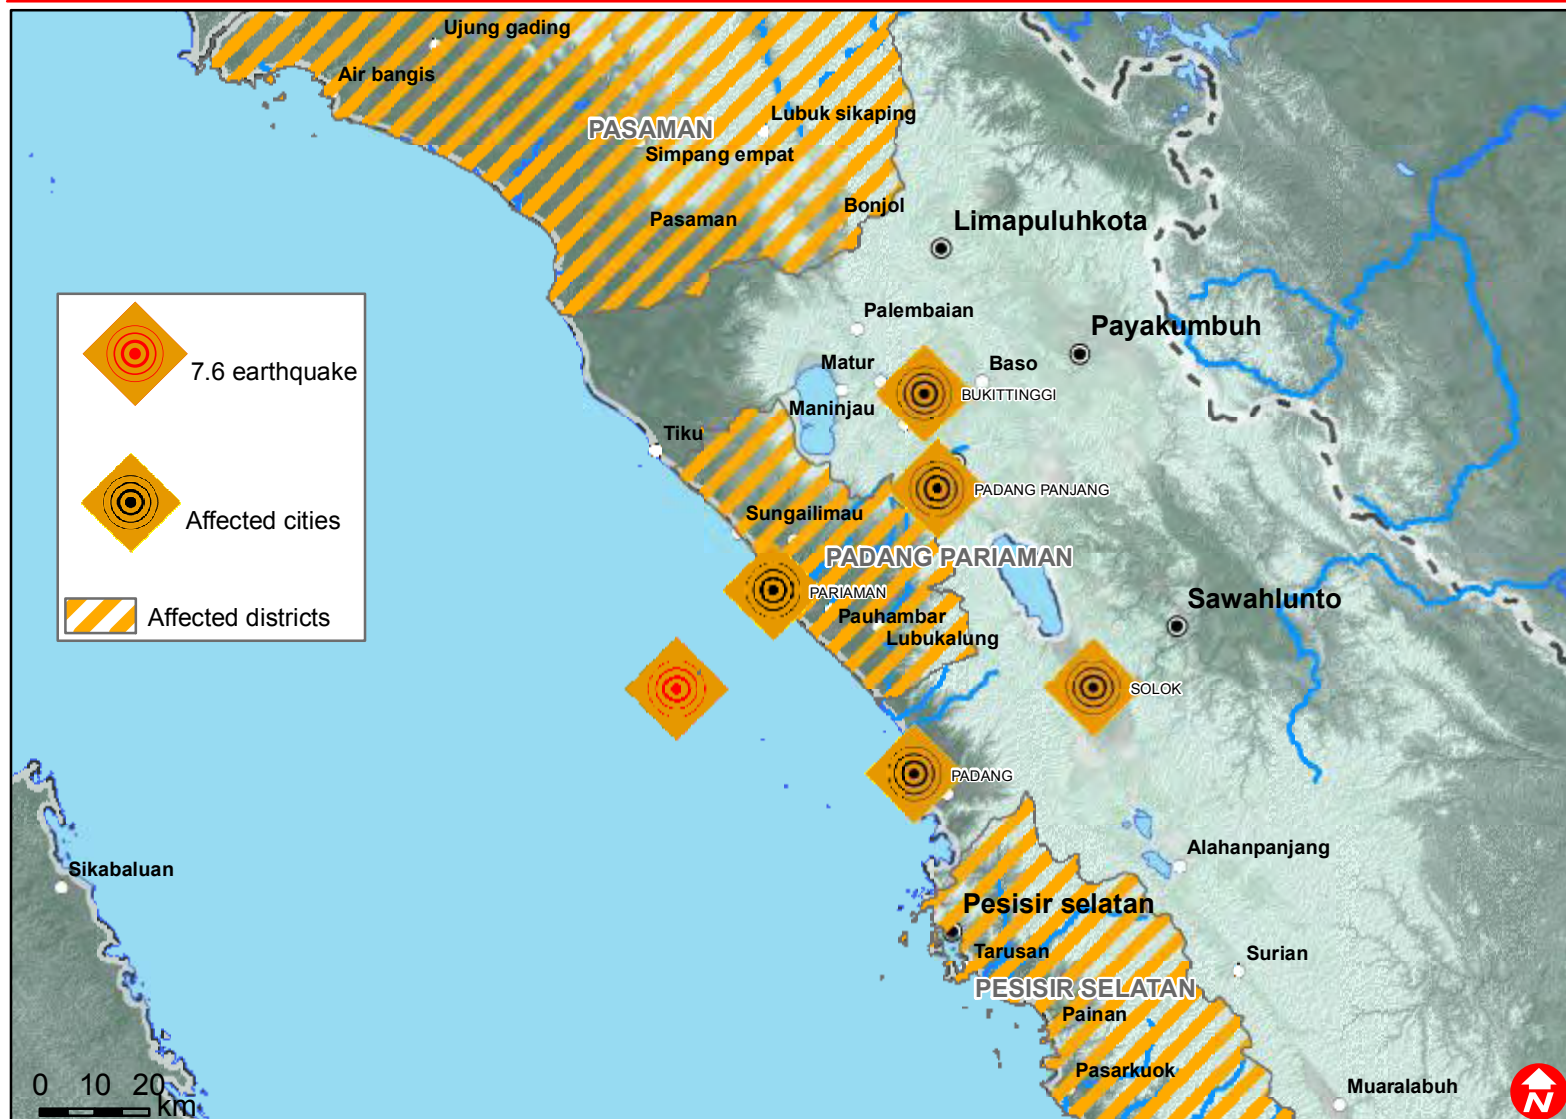 Ujung gading
Air bangis
Lubuk sikaping
PASAMAN
Simpang empat
Bonjol
Pasaman
Limapuluhkota
Palembaian
Payakumbuh
Matur
Baso
BUKITTINGGI
Maninjau
Tiku
PADANG PANJANG
Sungailimau
PADANG PARIAMAN
PARIAMAN
Sawahlunto
Pauhambar
Lubukalung
SOLOK
PADANG
Alahanpanjang
Sikabaluan
Pesisir selatan
Tarusan
Surian
PESISIR SELATAN
Painan
Pasarkuok
Muaralabuh
7.6 earthquake
Affected cities
Affected districts
0 10 20
km
N